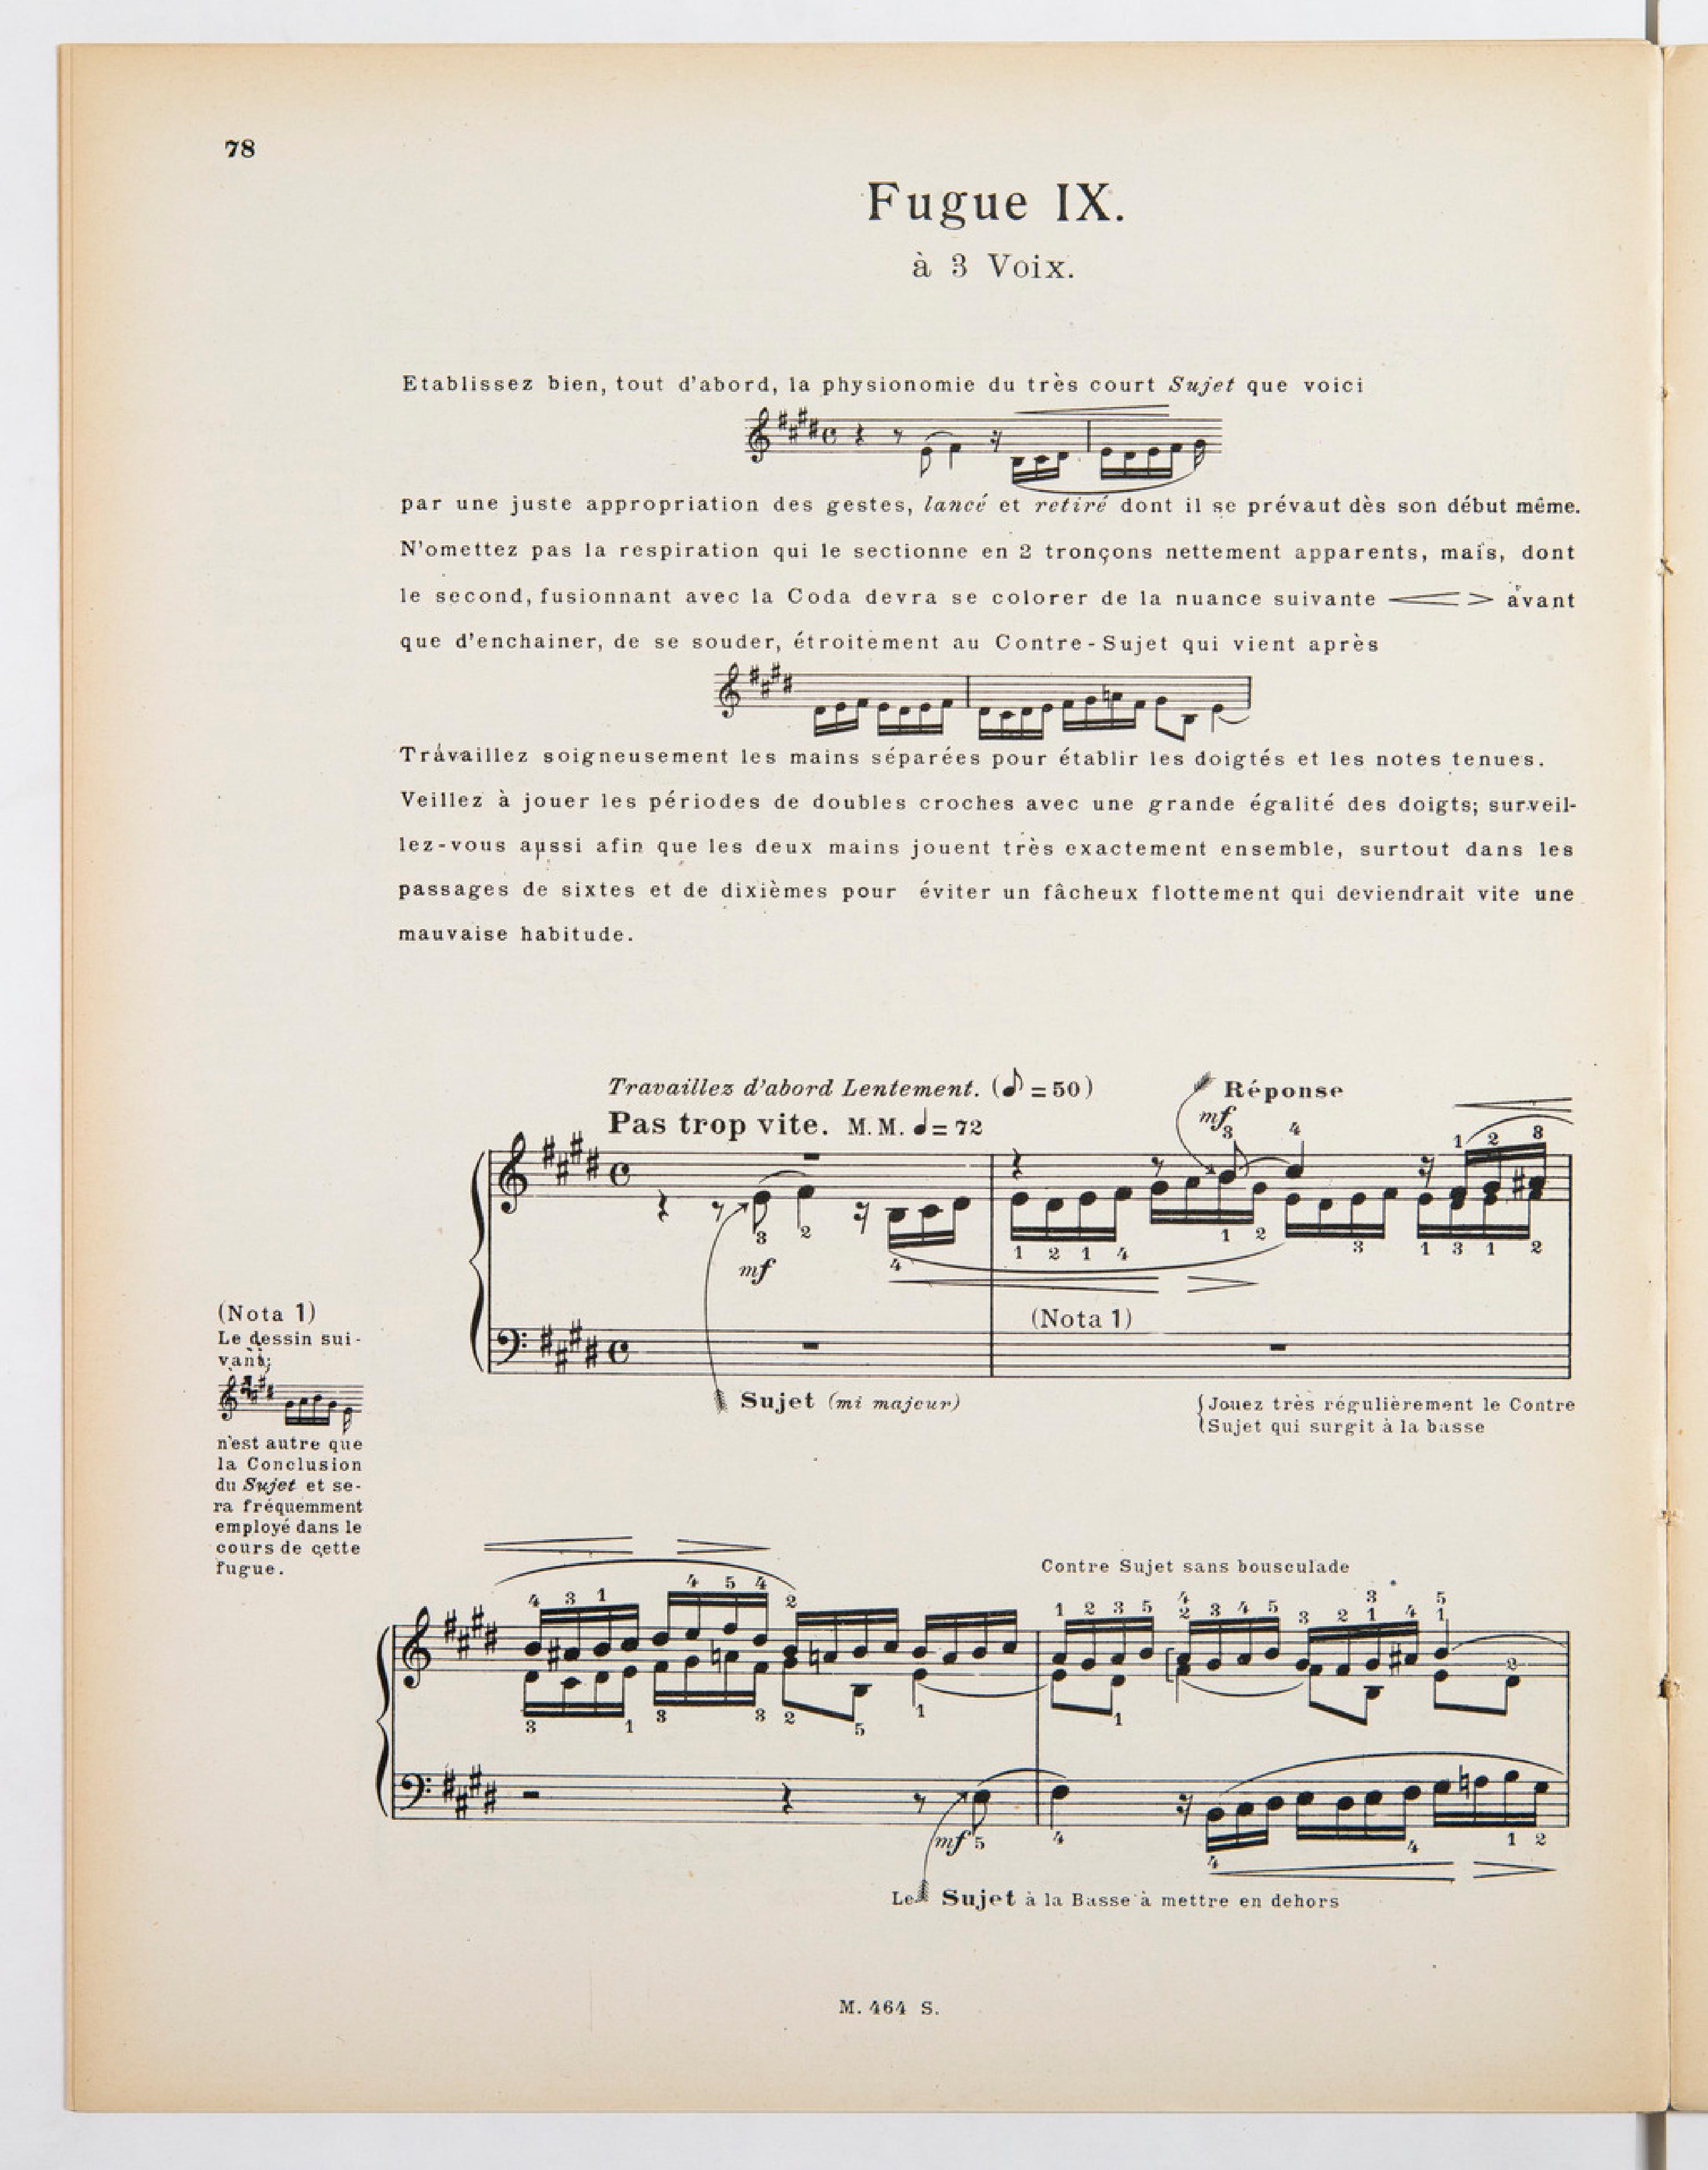 78
Fugue IX.
à 3 Voix.
Etablissez bien, tout d'abord, la physionomie du très court Sujet que voici
par une juste appropriation des gestes, lancé et retiré dont il se prévaut dès son début même.
N'omettez pas la respiration qui le sectionne en 2 tronçons nettement apparents, mais, dont
le second, fusionnant avec la Coda devra se colorer de la nuance suivante < > avant
que d'enchainer, de se souder, étroitement au Contre-Sujet qui vient après
Travaillez soigneusement les mains séparées pour établir les doigtés et les notes tenues.
Veillez à jouer les périodes de doubles croches avec une grande égalité des doigts; surveil-
lez-vous aussi afin que les deux mains jouent très exactement ensemble, surtout dans les
passages de sixtes et de dixièmes pour éviter un fâcheux flottement qui deviendrait vite une
mauvaise habitude.
Travaillez d'abord Lentement. (♪ = 50)
Réponse
Pas trop vite. M.M. ♩ = 72
mf
3 4 1 2 3
3 2 4 1 2 1 4 1 2 3 1 3 1 2
mf
(Nota 1)
Sujet (mi majeur)
Jouez très régulièrement le Contre
Sujet qui surgit à la basse
(Nota 1)
Le dessin sui-
vant;
n'est autre que
la Conclusion
du Sujet et se-
ra fréquemment
employé dans le
cours de cette
fugue.
Contre Sujet sans bousculade
4 3 1 4 5 4 2 1 2 3 5 4 2 3 4 5 3 2 3 1 4 5 1
2
3 1 3 3 2 5 1 1
mf 5 4 4 4 1 2
Le Sujet à la Basse à mettre en dehors
M. 464 S.